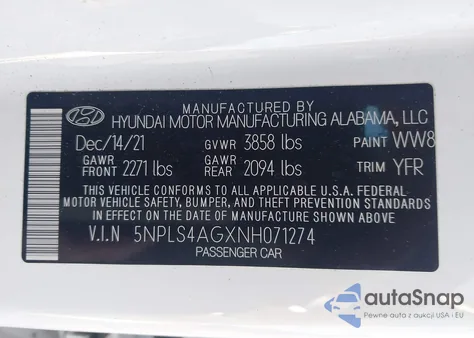 MANUFACTURED BY
HYUNDAI MOTOR MANUFACTURING ALABAMA, LLC
Dec/14/21 GVWR 3858 lbs PAINT WW8
GAWR FRONT 2271 lbs GAWR REAR 2094 lbs TRIM YFR
THIS VEHICLE CONFORMS TO ALL APPLICABLE U.S.A. FEDERAL
MOTOR VEHICLE SAFETY, BUMPER, AND THEFT PREVENTION
STANDARDS IN EFFECT ON THE DATE OF MANUFACTURE SHOWN ABOVE.
V.I.N 5NPLS4AGXNH071274
PASSENGER CAR
autoSnap
Pewne auta z aukcji USA i EU